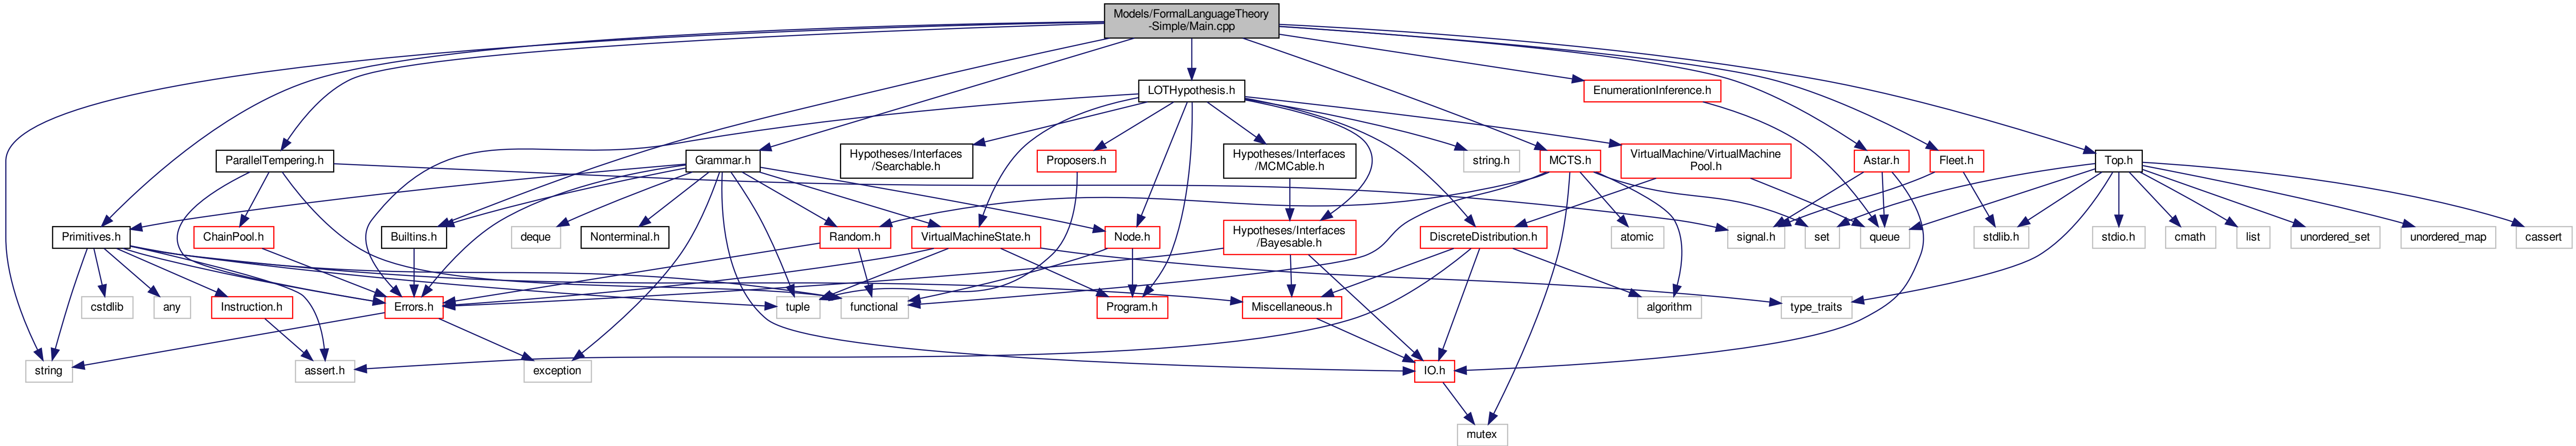 Models/FormalLanguageTheory
-Simple/Main.cpp
LOTHypothesis.h
EnumerationInference.h
ParallelTempering.h
Grammar.h
Hypotheses/Interfaces
/Searchable.h
Proposers.h
Hypotheses/Interfaces
/MCMCable.h
string.h
MCTS.h
VirtualMachine/VirtualMachine
Pool.h
Astar.h
Fleet.h
Top.h
Primitives.h
ChainPool.h
Builtins.h
deque
Nonterminal.h
Random.h
VirtualMachineState.h
Node.h
Hypotheses/Interfaces
/Bayesable.h
DiscreteDistribution.h
atomic
signal.h
set
queue
stdlib.h
stdio.h
cmath
list
unordered_set
unordered_map
cassert
cstdlib
any
Instruction.h
Errors.h
tuple
functional
Program.h
Miscellaneous.h
algorithm
type_traits
string
assert.h
exception
IO.h
mutex